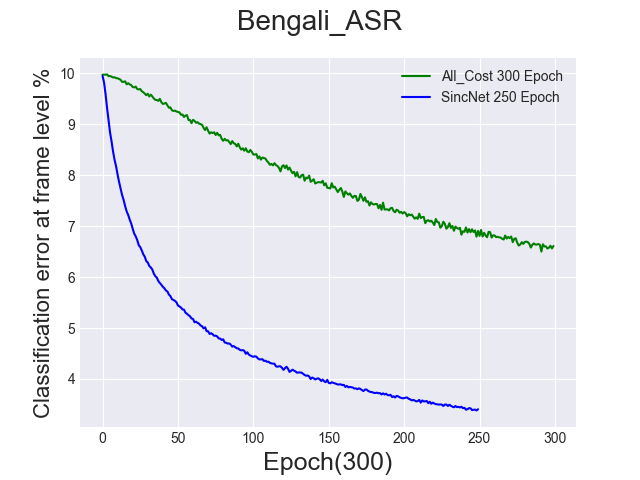 Bengali_ASR
All_Cost 300 Epoch
SincNet 250 Epoch
Classification error at frame level %
10
9
8
7
6
5
4
0 50 100 150 200 250 300
Epoch(300)